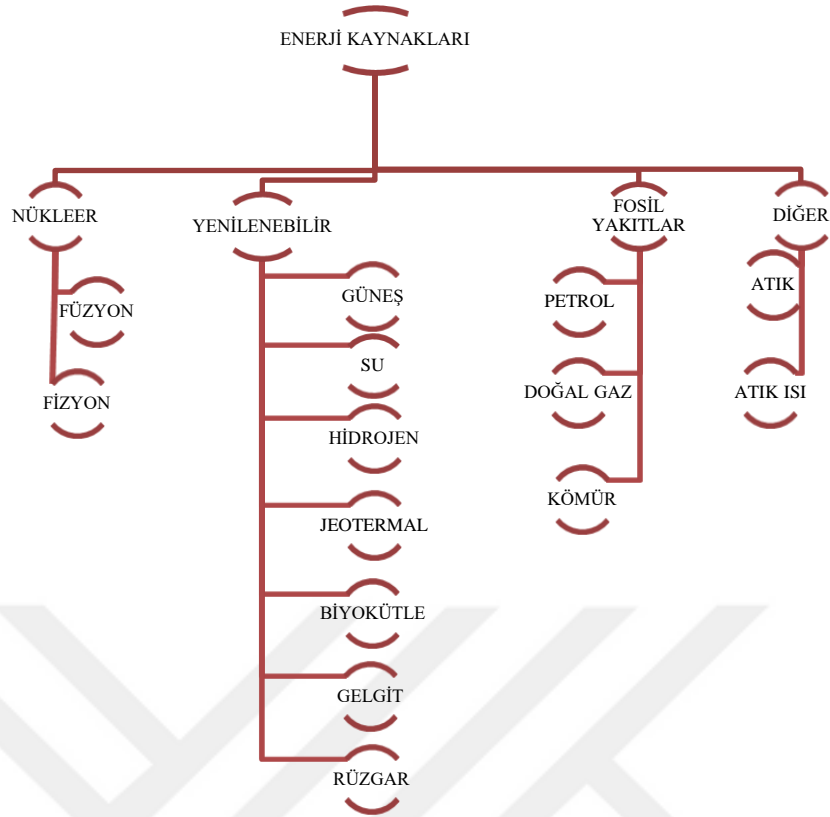 ENERJİ KAYNAKLARI
NÜKLEER
FÜZYON
FİZYON
YENİLENEBİLİR
GÜNEŞ
SU
HİDROJEN
JEOTERMAL
BİYOKÜTLE
GELGİT
RÜZGAR
FOSİL
YAKITLAR
PETROL
DOĞAL GAZ
KÖMÜR
DİĞER
ATIK
ATIK ISI